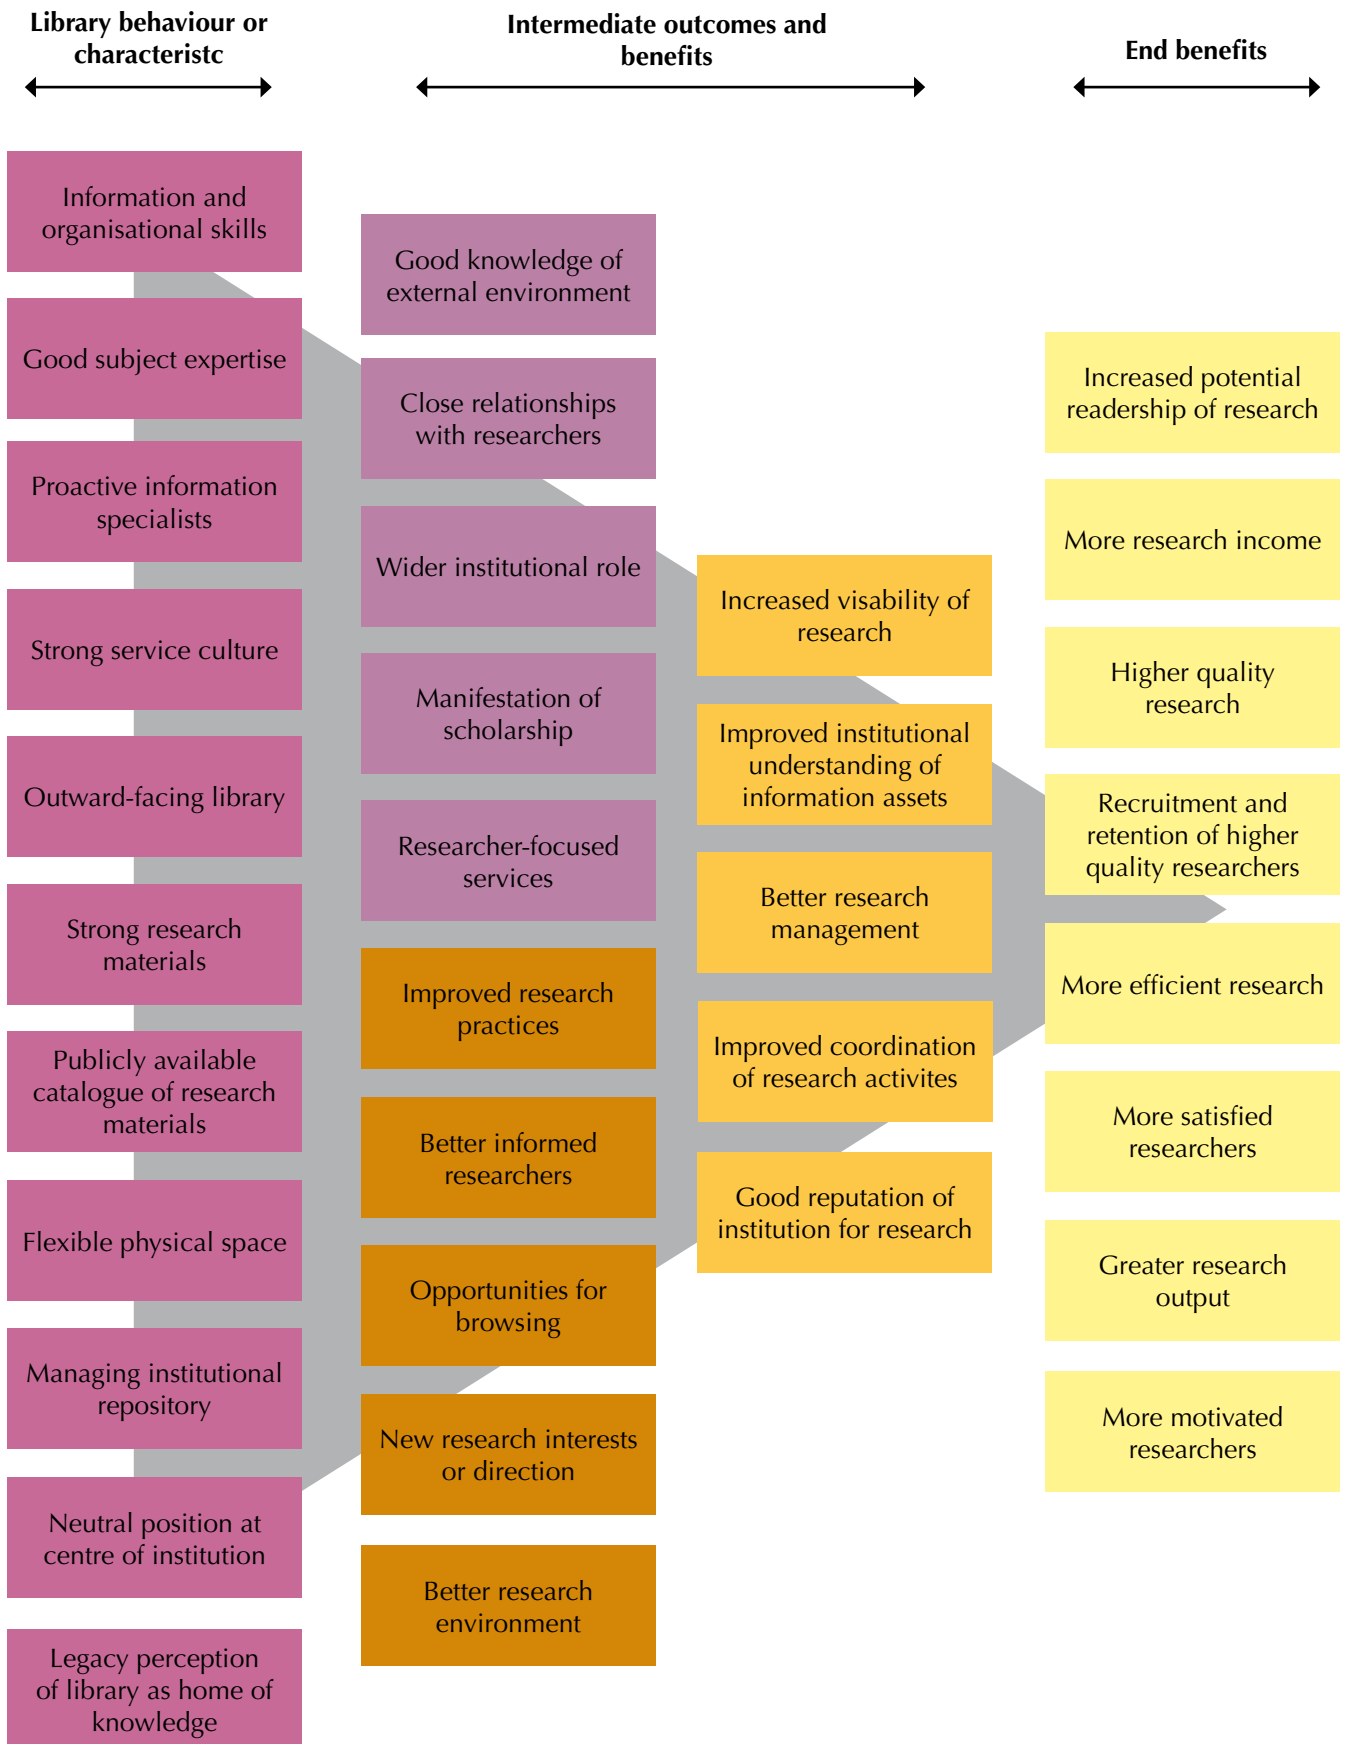 Library behaviour or
characteristc
Intermediate outcomes and
benefits
End benefits
Information and
organisational skills
Good subject expertise
Proactive information
specialists
Strong service culture
Outward-facing library
Strong research
materials
Publicly available
catalogue of research
materials
Flexible physical space
Managing institutional
repository
Neutral position at
centre of institution
Legacy perception
of library as home of
knowledge
Good knowledge of
external environment
Close relationships
with researchers
Wider institutional role
Manifestation of
scholarship
Researcher-focused
services
Improved research
practices
Better informed
researchers
Opportunities for
browsing
New research interests
or direction
Better research
environment
Increased visability of
research
Improved institutional
understanding of
information assets
Better research
management
Improved coordination
of research activites
Good reputation of
institution for research
Increased potential
readership of research
More research income
Higher quality
research
Recruitment and
retention of higher
quality researchers
More efficient research
More satisfied
researchers
Greater research
output
More motivated
researchers